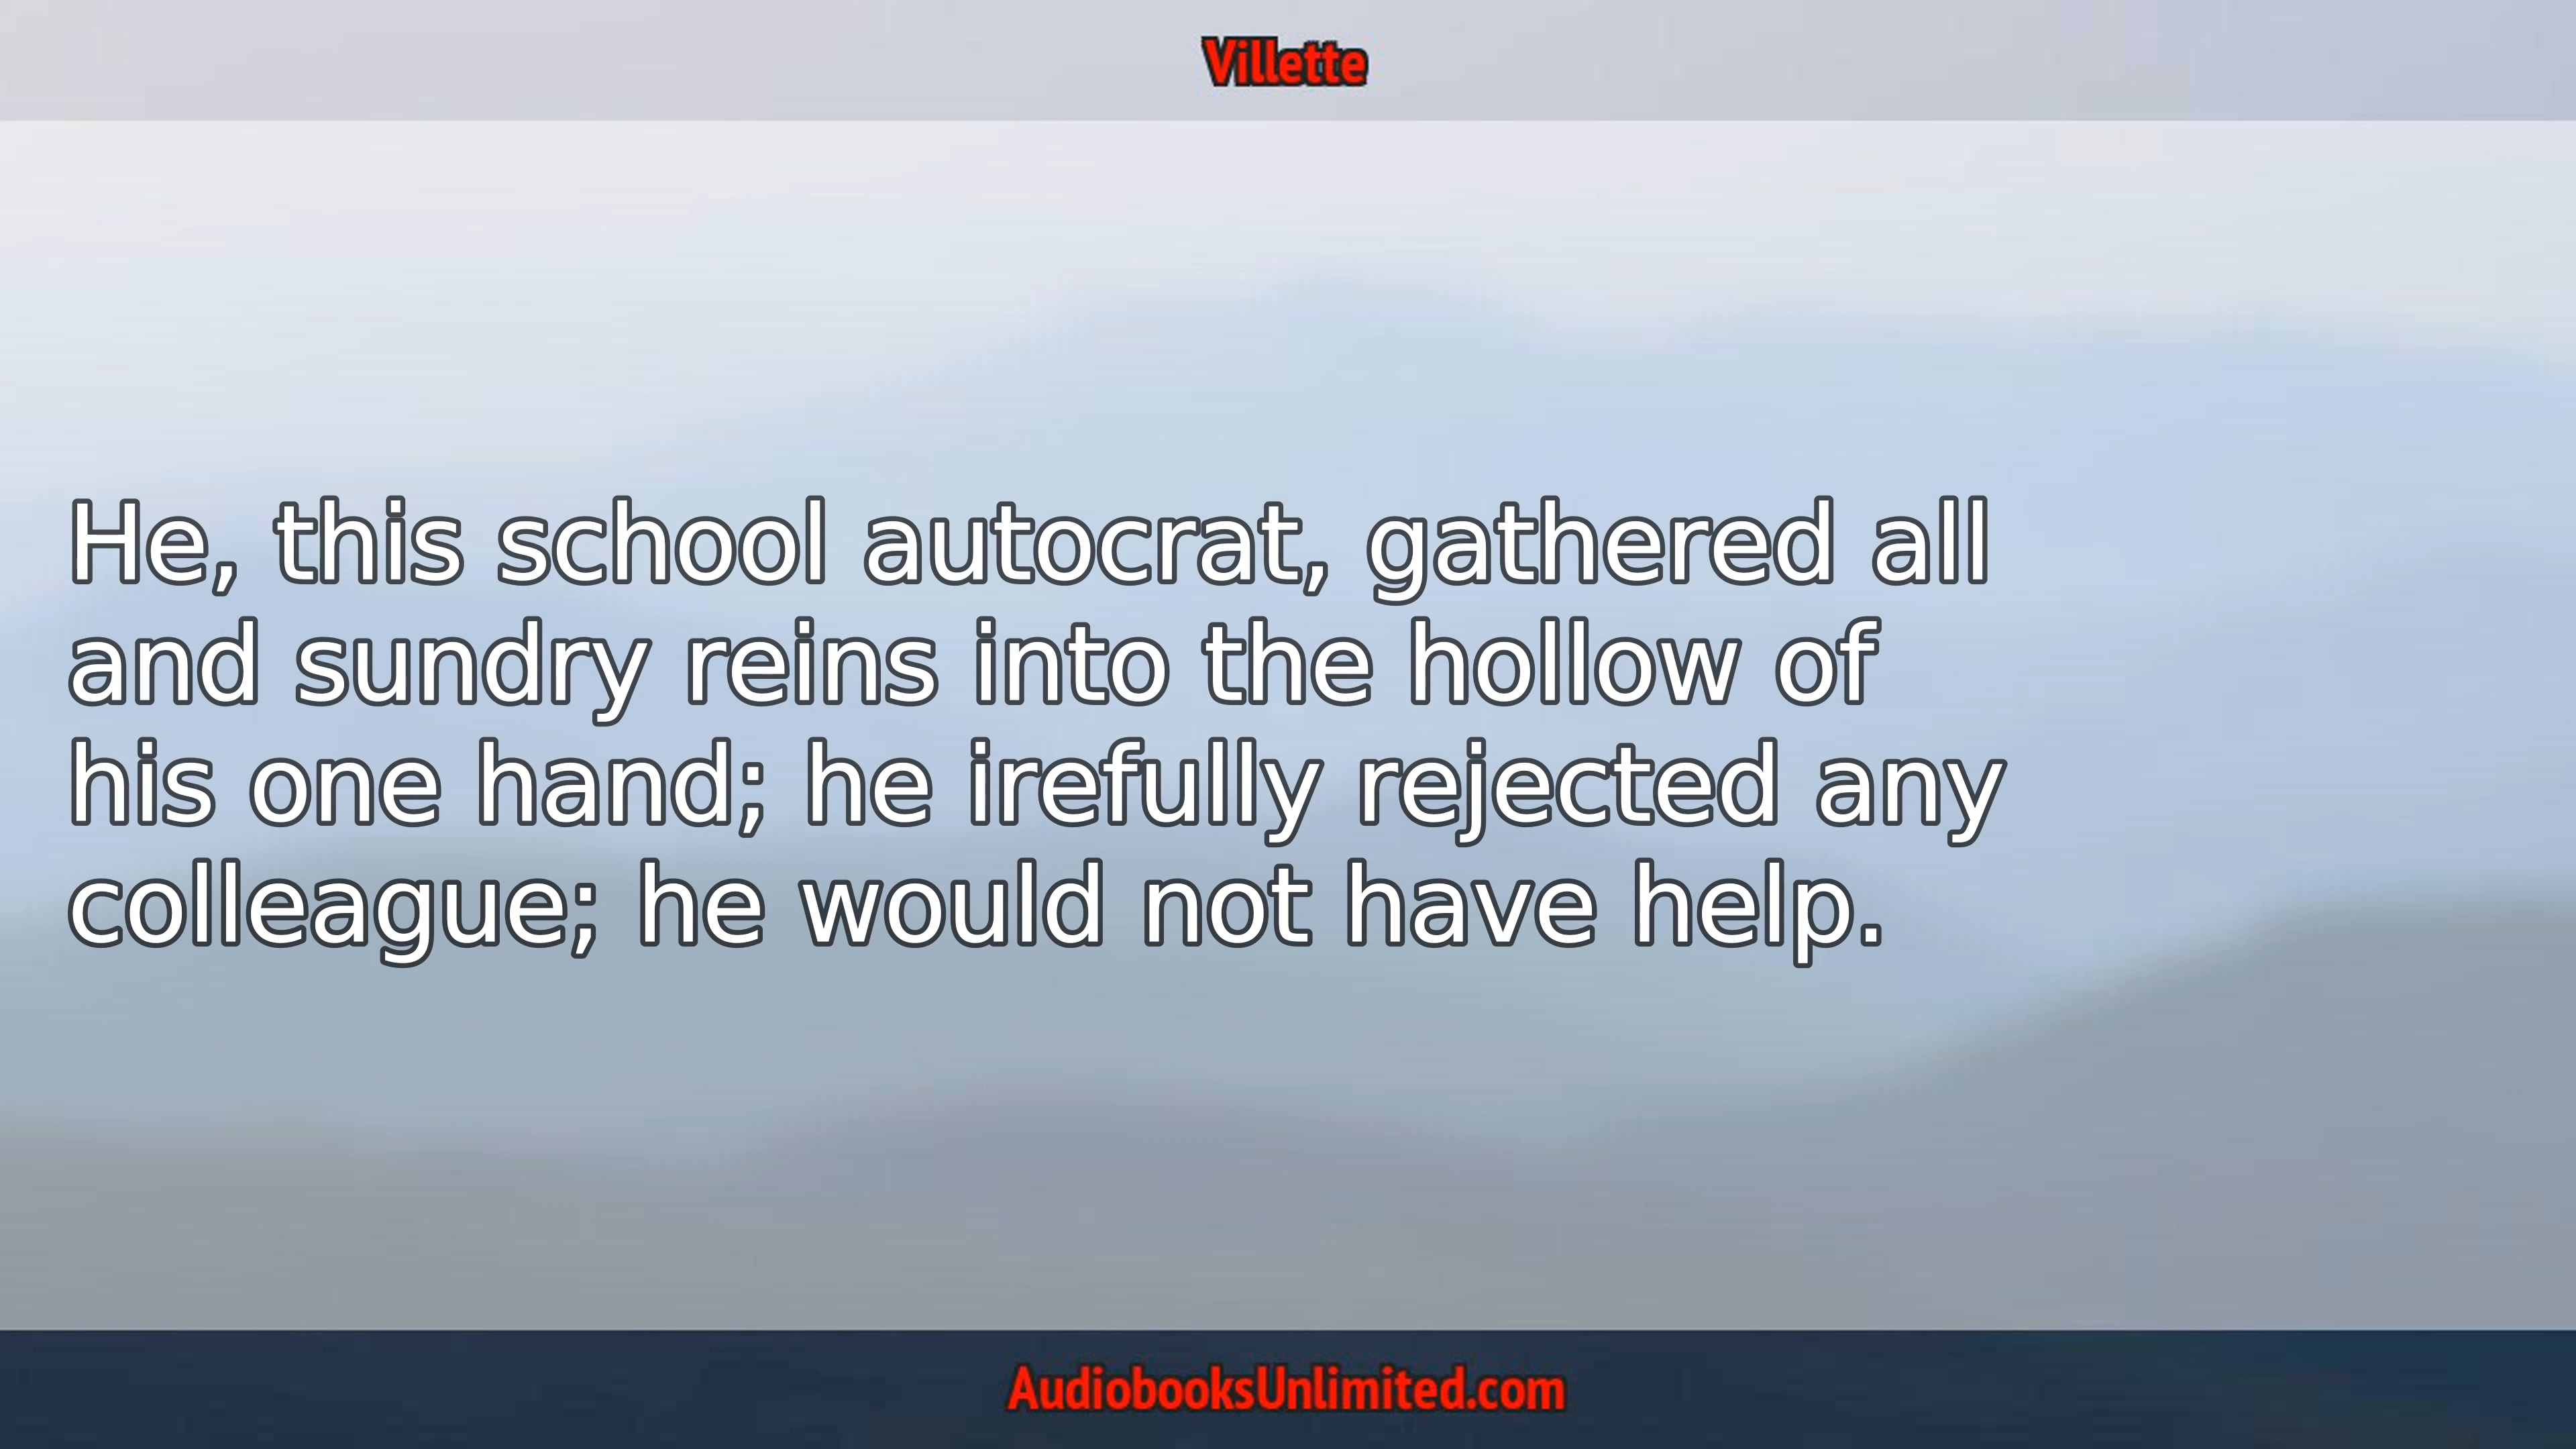 Villette
He, this school autocrat, gathered all
and sundry reins into the hollow of
his one hand; he irefully rejected any
colleague; he would not have help.
AudiobooksUnlimited.com